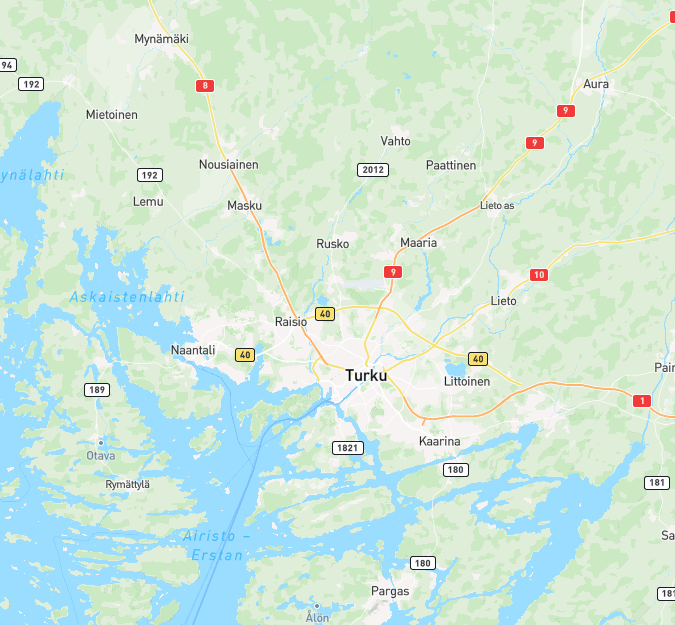 Mynämäki
94
192
8
Aura
9
Mietoinen
9
Vahto
Nousiainen
Paattinen
2012
192
ynälahti
Lemu
Masku
Lieto as
Rusko
Maaria
9
10
Askaistenlahti
Lieto
40
Raisio
Naantali
40
40
Pai
Turku
Littoinen
189
1
Kaarina
1821
Otava
180
Rymättylä
181
Airisto –
Erstan
180
Pargas
181
Ålön